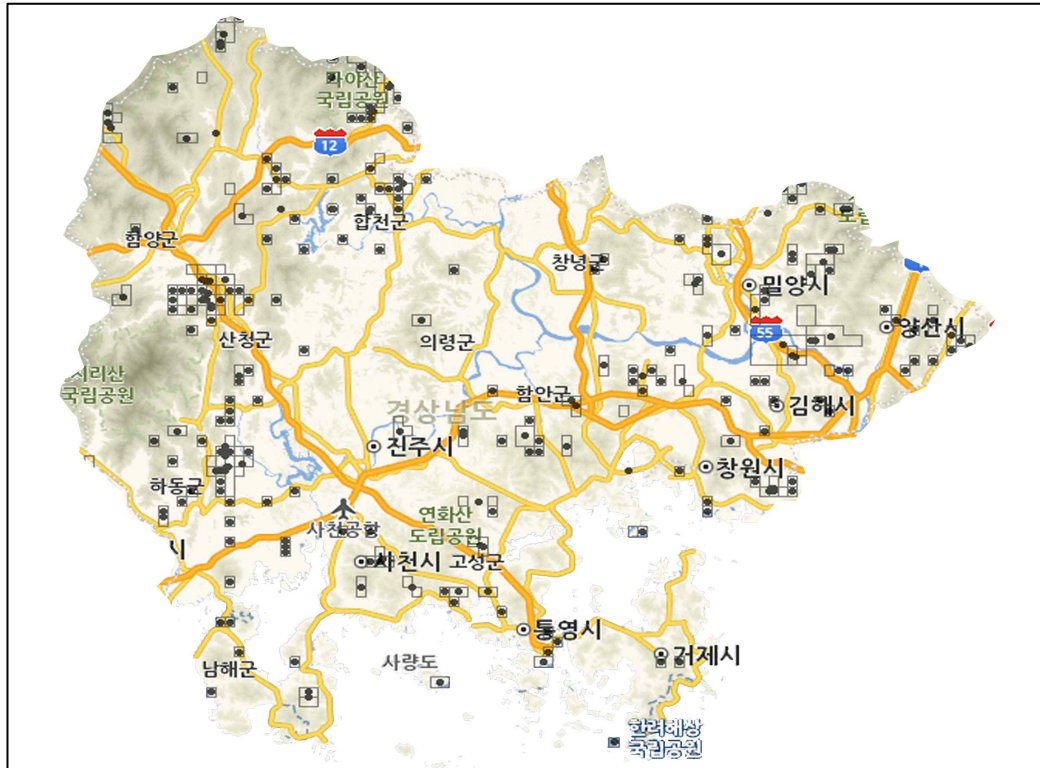 가야산
국립공원
12
합천군
함양군
창녕군
밀양시
55
양산시
산청군
의령군
지리산
국립공원
함안군
경상남도
김해시
진주시
창원시
하동군
연화산
도립공원
사천공항
사천시
고성군
통영시
거제시
남해군
사량도
한려해상
국립공원